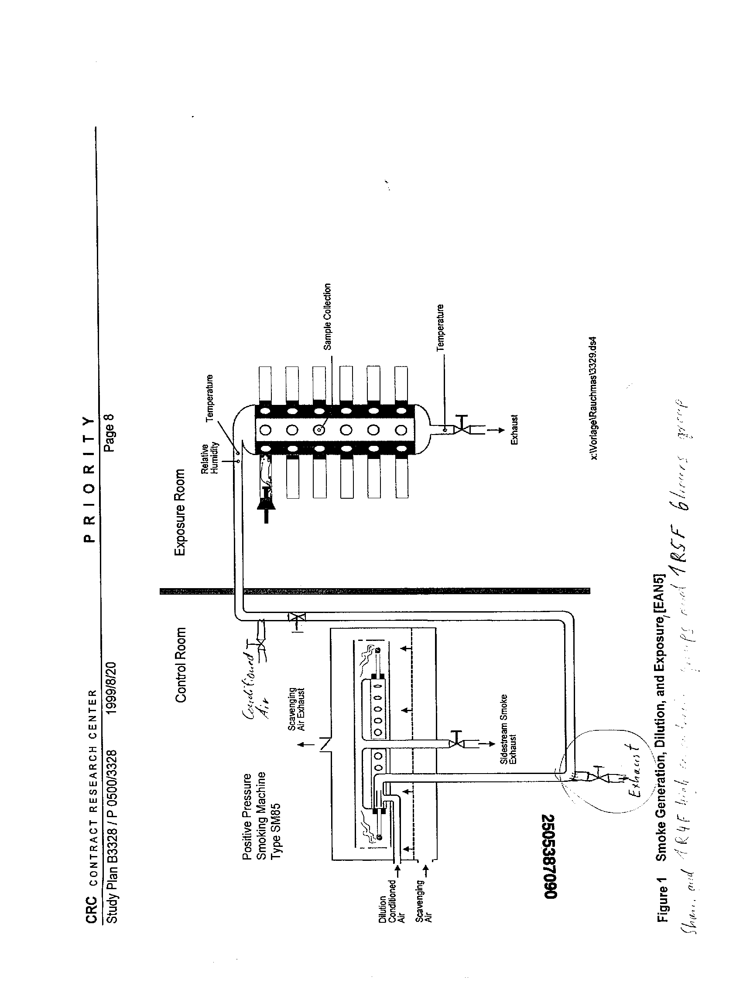 CRC CONTRACT RESEARCH CENTER
PRIORITY
Study Plan B3328 / P 0500/3328 1999/8/20 Page 8
Control Room
Exposure Room
Conditioned
Air
Relative
Humidity
Temperature
Positive Pressure
Smoking Machine
Type SM85
Scavenging
Air Exhaust
Sample Collection
Dilution
Conditioned
Air
Scavenging
Air
Sidestream Smoke
Exhaust
Temperature
Exhaust
2505387090
x:\Vorlage\Rauchmas\3329.ds4
Exhaust
Figure 1 Smoke Generation, Dilution, and Exposure [EAN5]
Sham and 1R4F high groups and 1R5F group